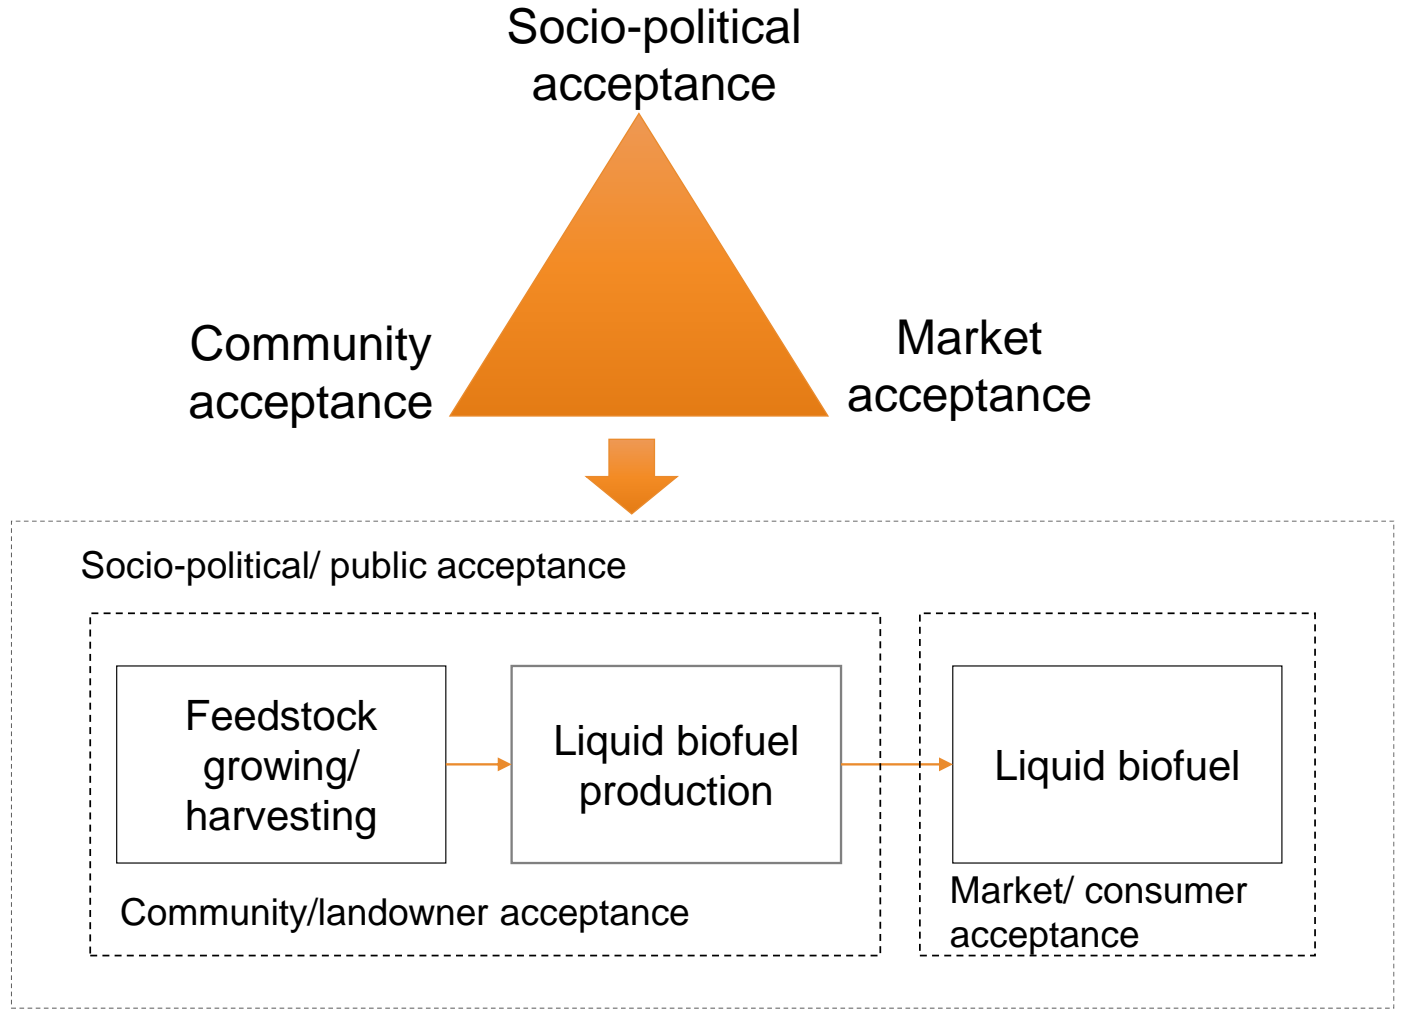 Socio-political
acceptance
Community
acceptance
Market
acceptance
Socio-political/ public acceptance
Feedstock
growing/
harvesting
Liquid biofuel
production
Liquid biofuel
Community/landowner acceptance
Market/ consumer
acceptance